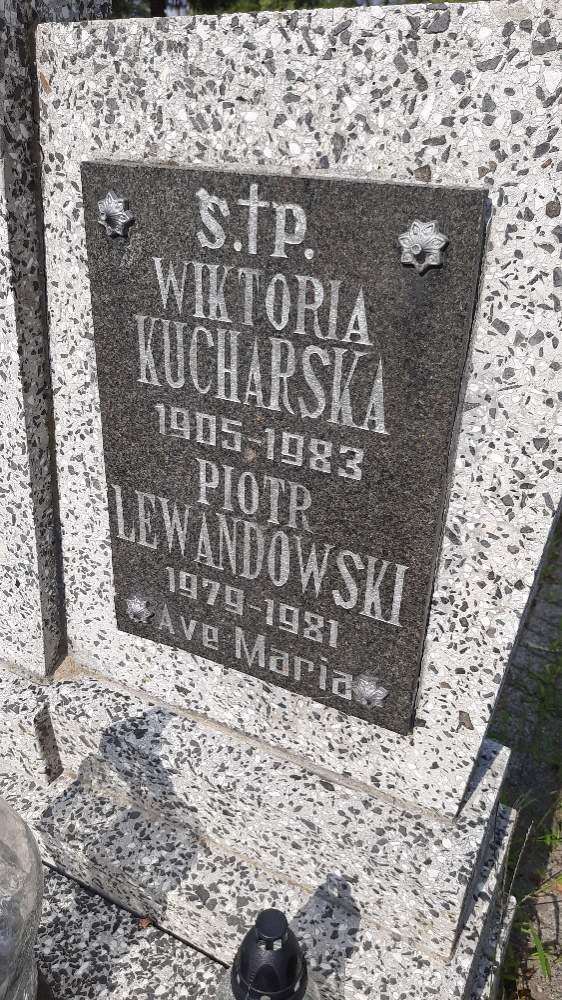 S.†P.
WIKTORIA
KUCHARSKA
1905-1983
PIOTR
LEWANDOWSKI
1979-1981
Ave Maria